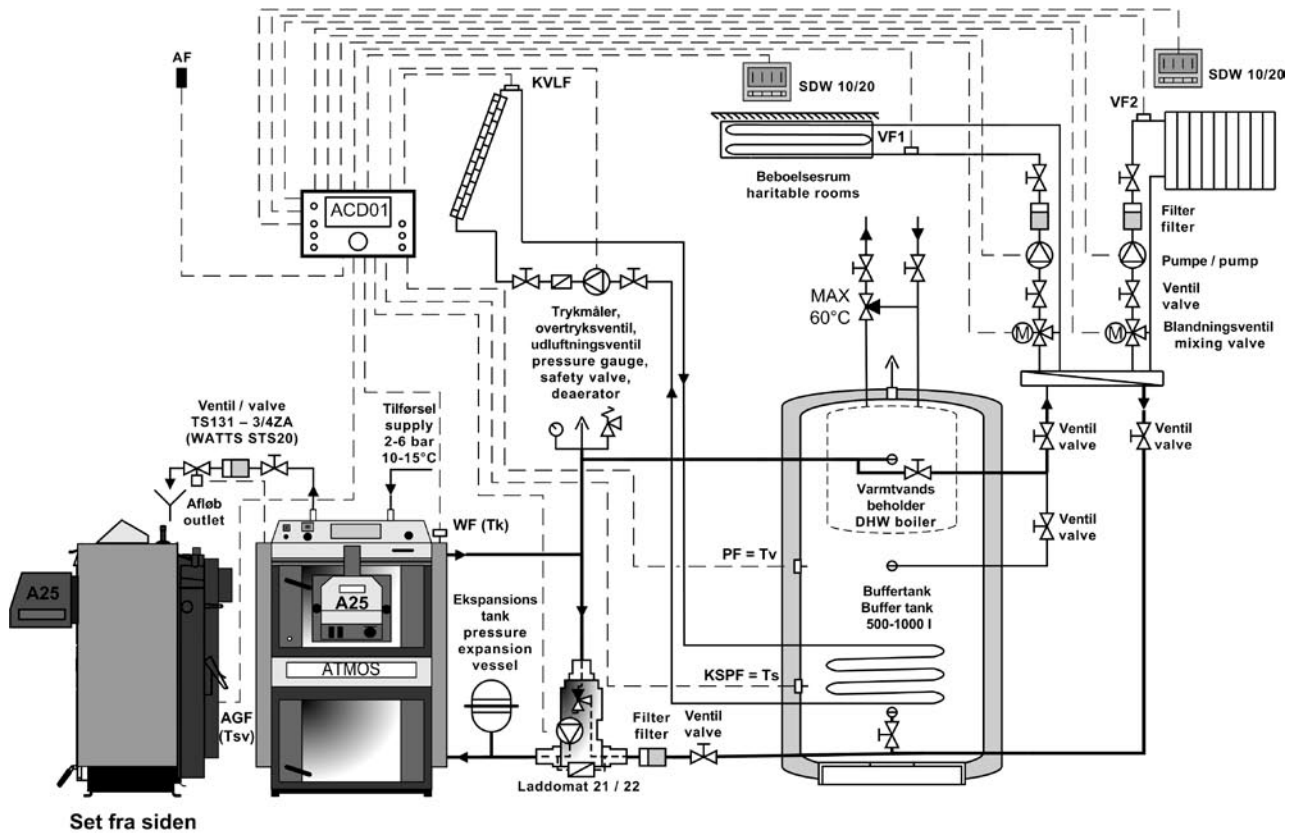 AF
KVLF
SDW 10/20
SDW 10/20
VF2
VF1
ACD01
Beboelsesrum
haritable rooms
Filter
filter
Pumpe / pump
Ventil
valve
M
M
Blandningsventil
mixing valve
MAX
60°C
Trykmåler,
overtryksventil,
udluftningsventil
pressure gauge,
safety valve,
deaerator
Ventil / valve
TS131 – 3/4ZA
(WATTS STS20)
Tilførsel
supply
2-6 bar
10-15°C
Ventil
valve
Ventil
valve
Afløb
outlet
WF (Tk)
Varmtvands
beholder
DHW boiler
Ventil
valve
PF = Tv
A25
A25
Ekspansions
tank
pressure
expansion
vessel
Buffertank
Buffer tank
500-1000 l
ATMOS
KSPF = Ts
AGF
(Tsv)
Filter
filter
Ventil
valve
Laddomat 21 / 22
Set fra siden